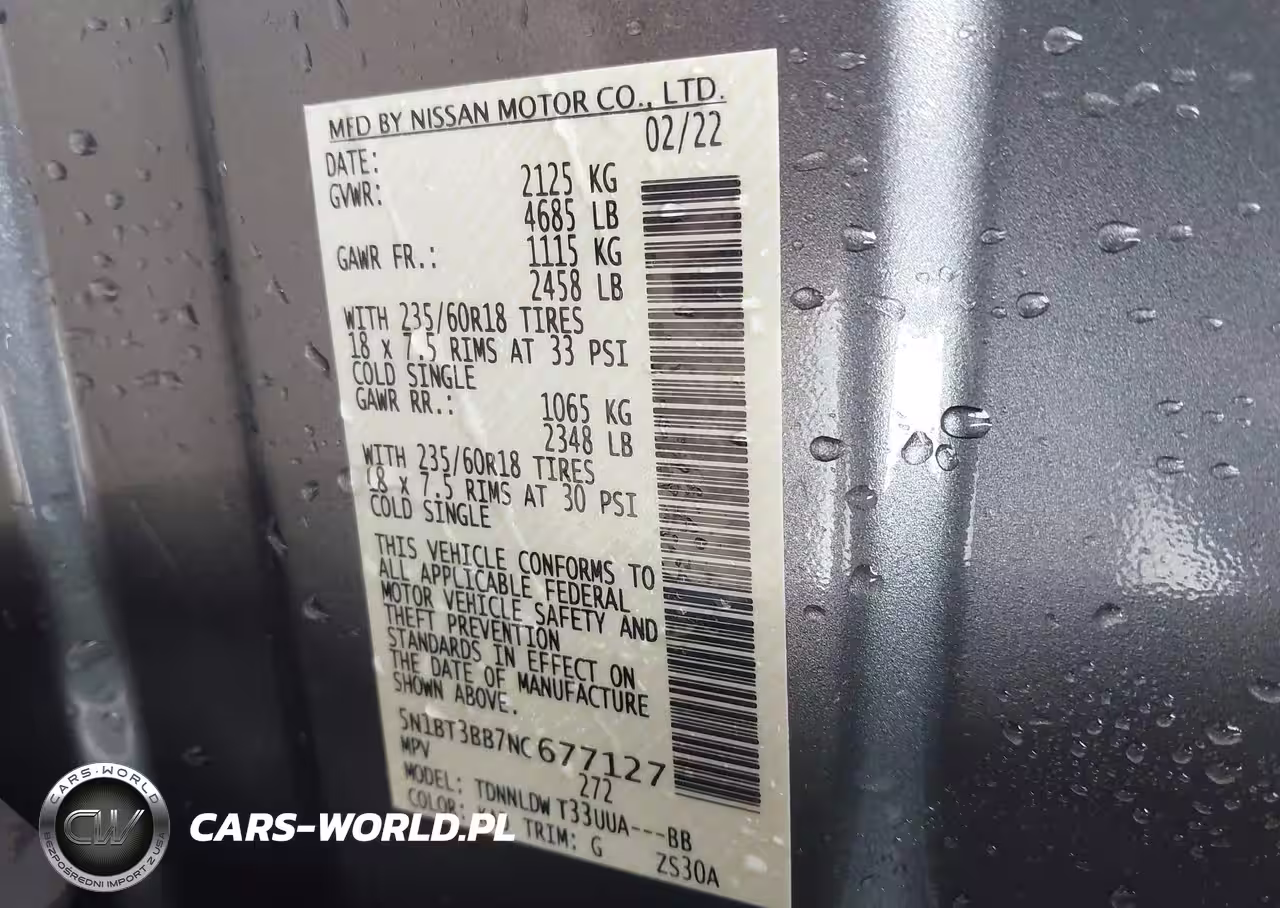 MFD BY NISSAN MOTOR CO., LTD.
DATE: 02/22
GVWR: 2125 KG
4685 LB
GAWR FR.: 1115 KG
2458 LB
WITH 235/60R18 TIRES
18 x 7.5 RIMS AT 33 PSI
COLD SINGLE
GAWR RR.: 1065 KG
2348 LB
WITH 235/60R18 TIRES
18 x 7.5 RIMS AT 30 PSI
COLD SINGLE
THIS VEHICLE CONFORMS TO
ALL APPLICABLE FEDERAL
MOTOR VEHICLE SAFETY AND
THEFT PREVENTION
STANDARDS IN EFFECT ON
THE DATE OF MANUFACTURE
SHOWN ABOVE.
5N1BT3BB7NC677127
MPV 272
MODEL: TDNNLDW T33UUA---BB
COLOR: TRIM: G ZS30A
CARS-WORLD
CW
BEZPOŚREDNI IMPORT Z USA
CARS-WORLD.PL